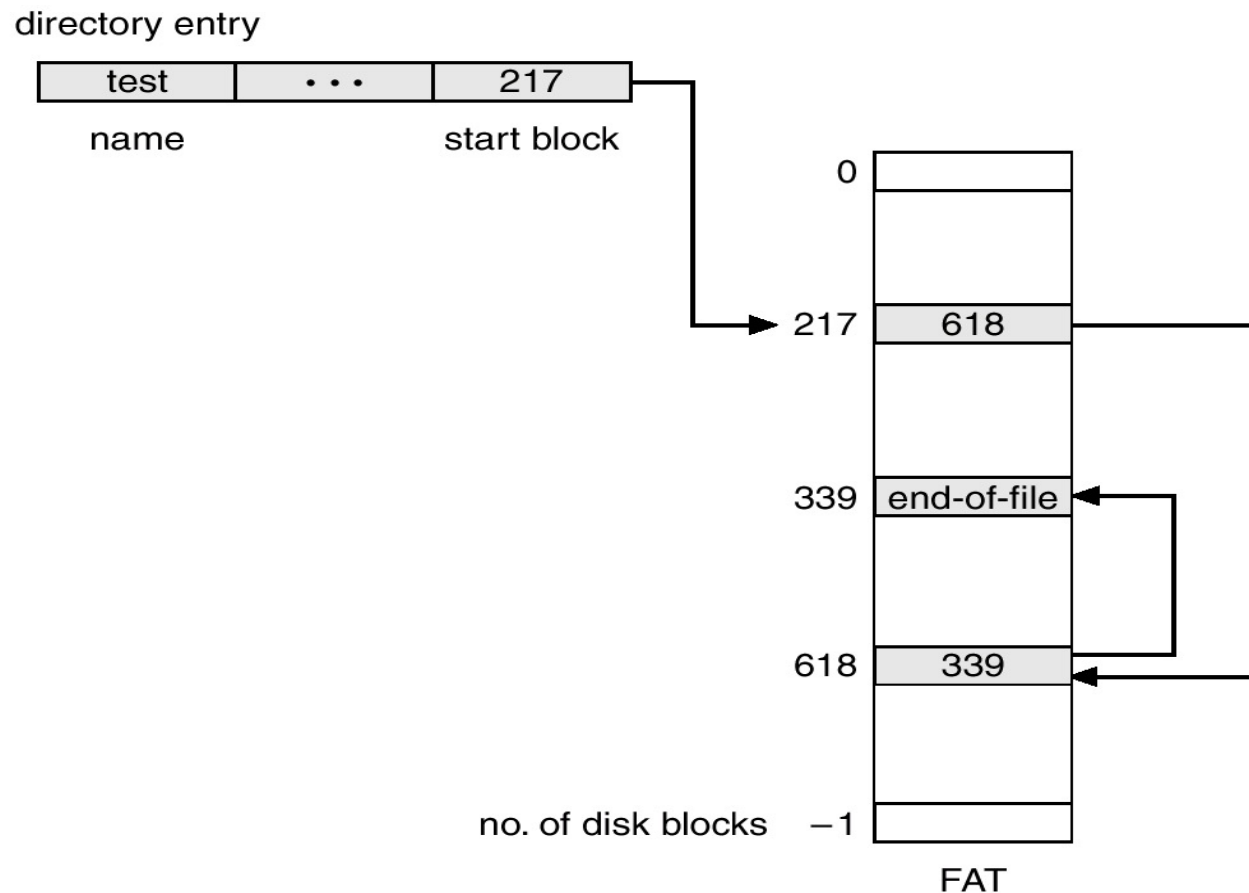 directory entry
test ••• 217
name start block
0
217 618
339 end-of-file
618 339
no. of disk blocks −1
FAT